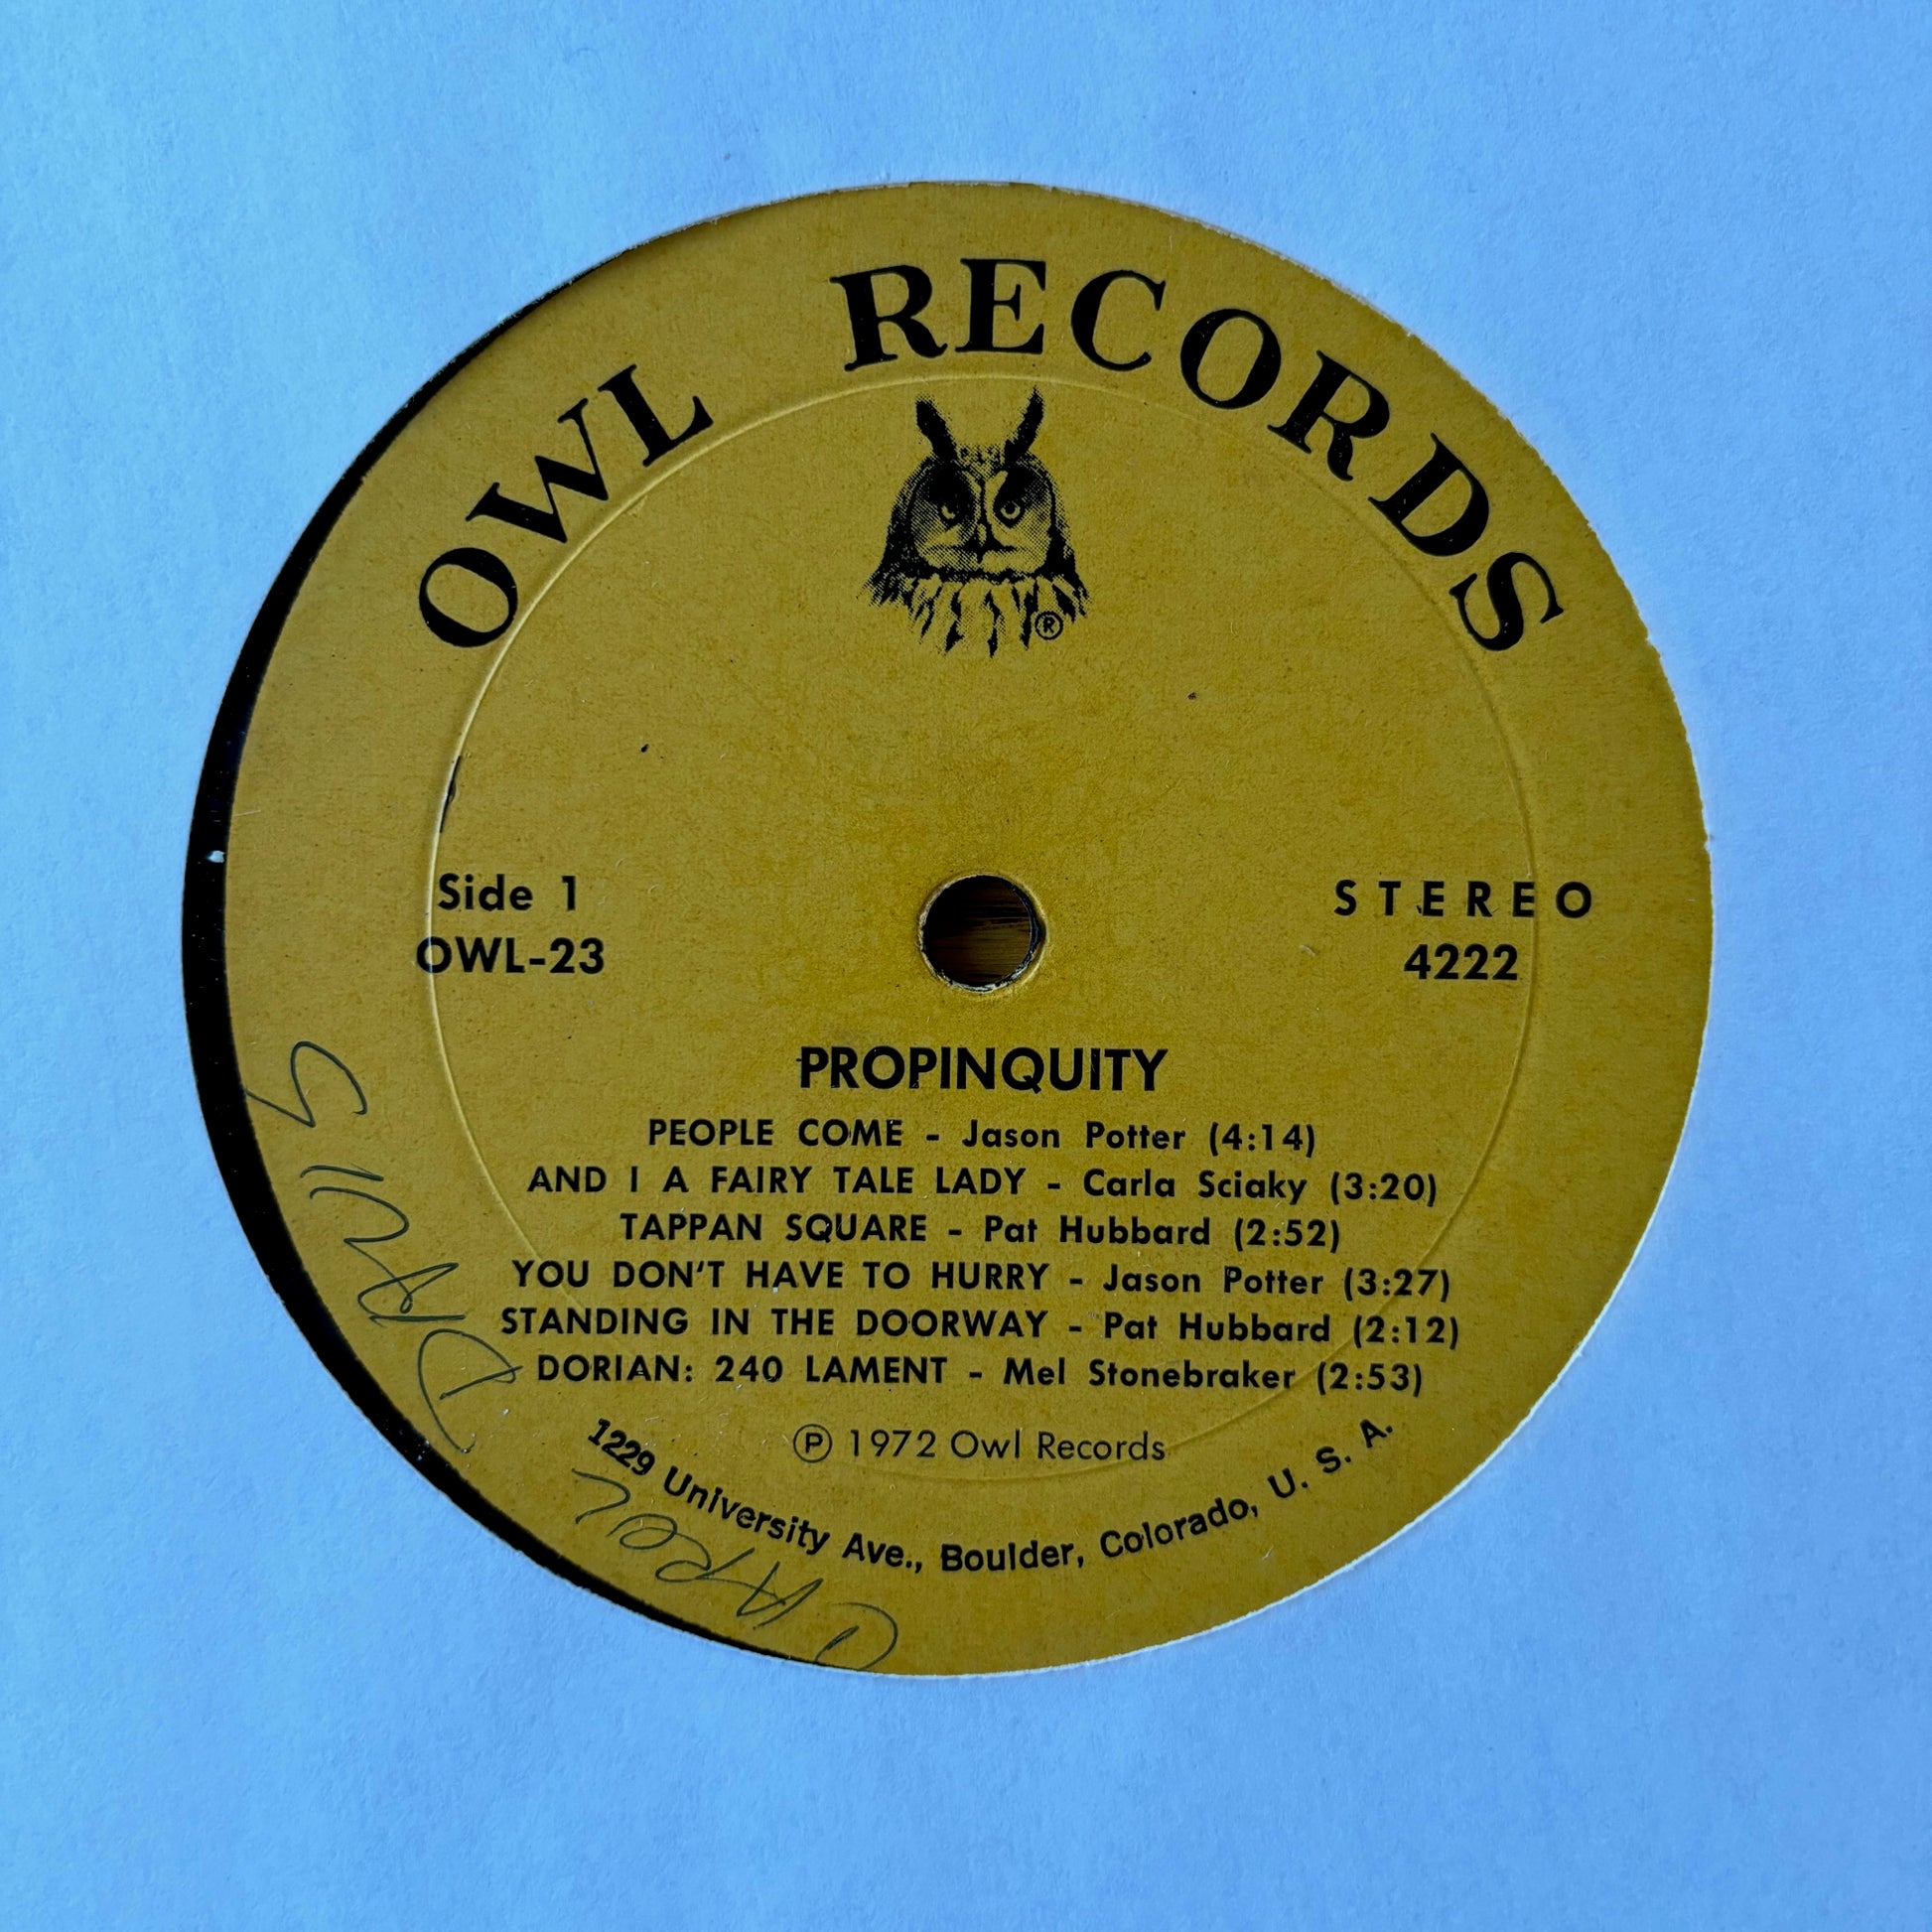 OWL RECORDS
®
Side 1
OWL-23
STEREO
4222
PROPINQUITY
PEOPLE COME - Jason Potter (4:14)
AND I A FAIRY TALE LADY - Carla Sciaky (3:20)
TAPPAN SQUARE - Pat Hubbard (2:52)
YOU DON'T HAVE TO HURRY - Jason Potter (3:27)
STANDING IN THE DOORWAY - Pat Hubbard (2:12)
DORIAN: 240 LAMENT - Mel Stonebraker (2:53)
℗ 1972 Owl Records
1229 University Ave., Boulder, Colorado, U. S. A.
CAROL DAVIS